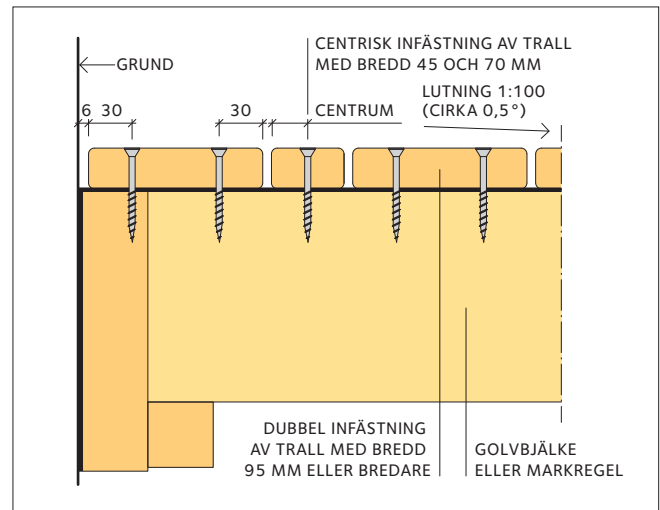 CENTRISK INFÄSTNING AV TRALL
MED BREDD 45 OCH 70 MM
GRUND
LUTNING 1:100
(CIRKA 0,5°)
6 30
30
CENTRUM
DUBBEL INFÄSTNING
AV TRALL MED BREDD
95 MM ELLER BREDARE
GOLVBJÄLKE
ELLER MARKREGEL